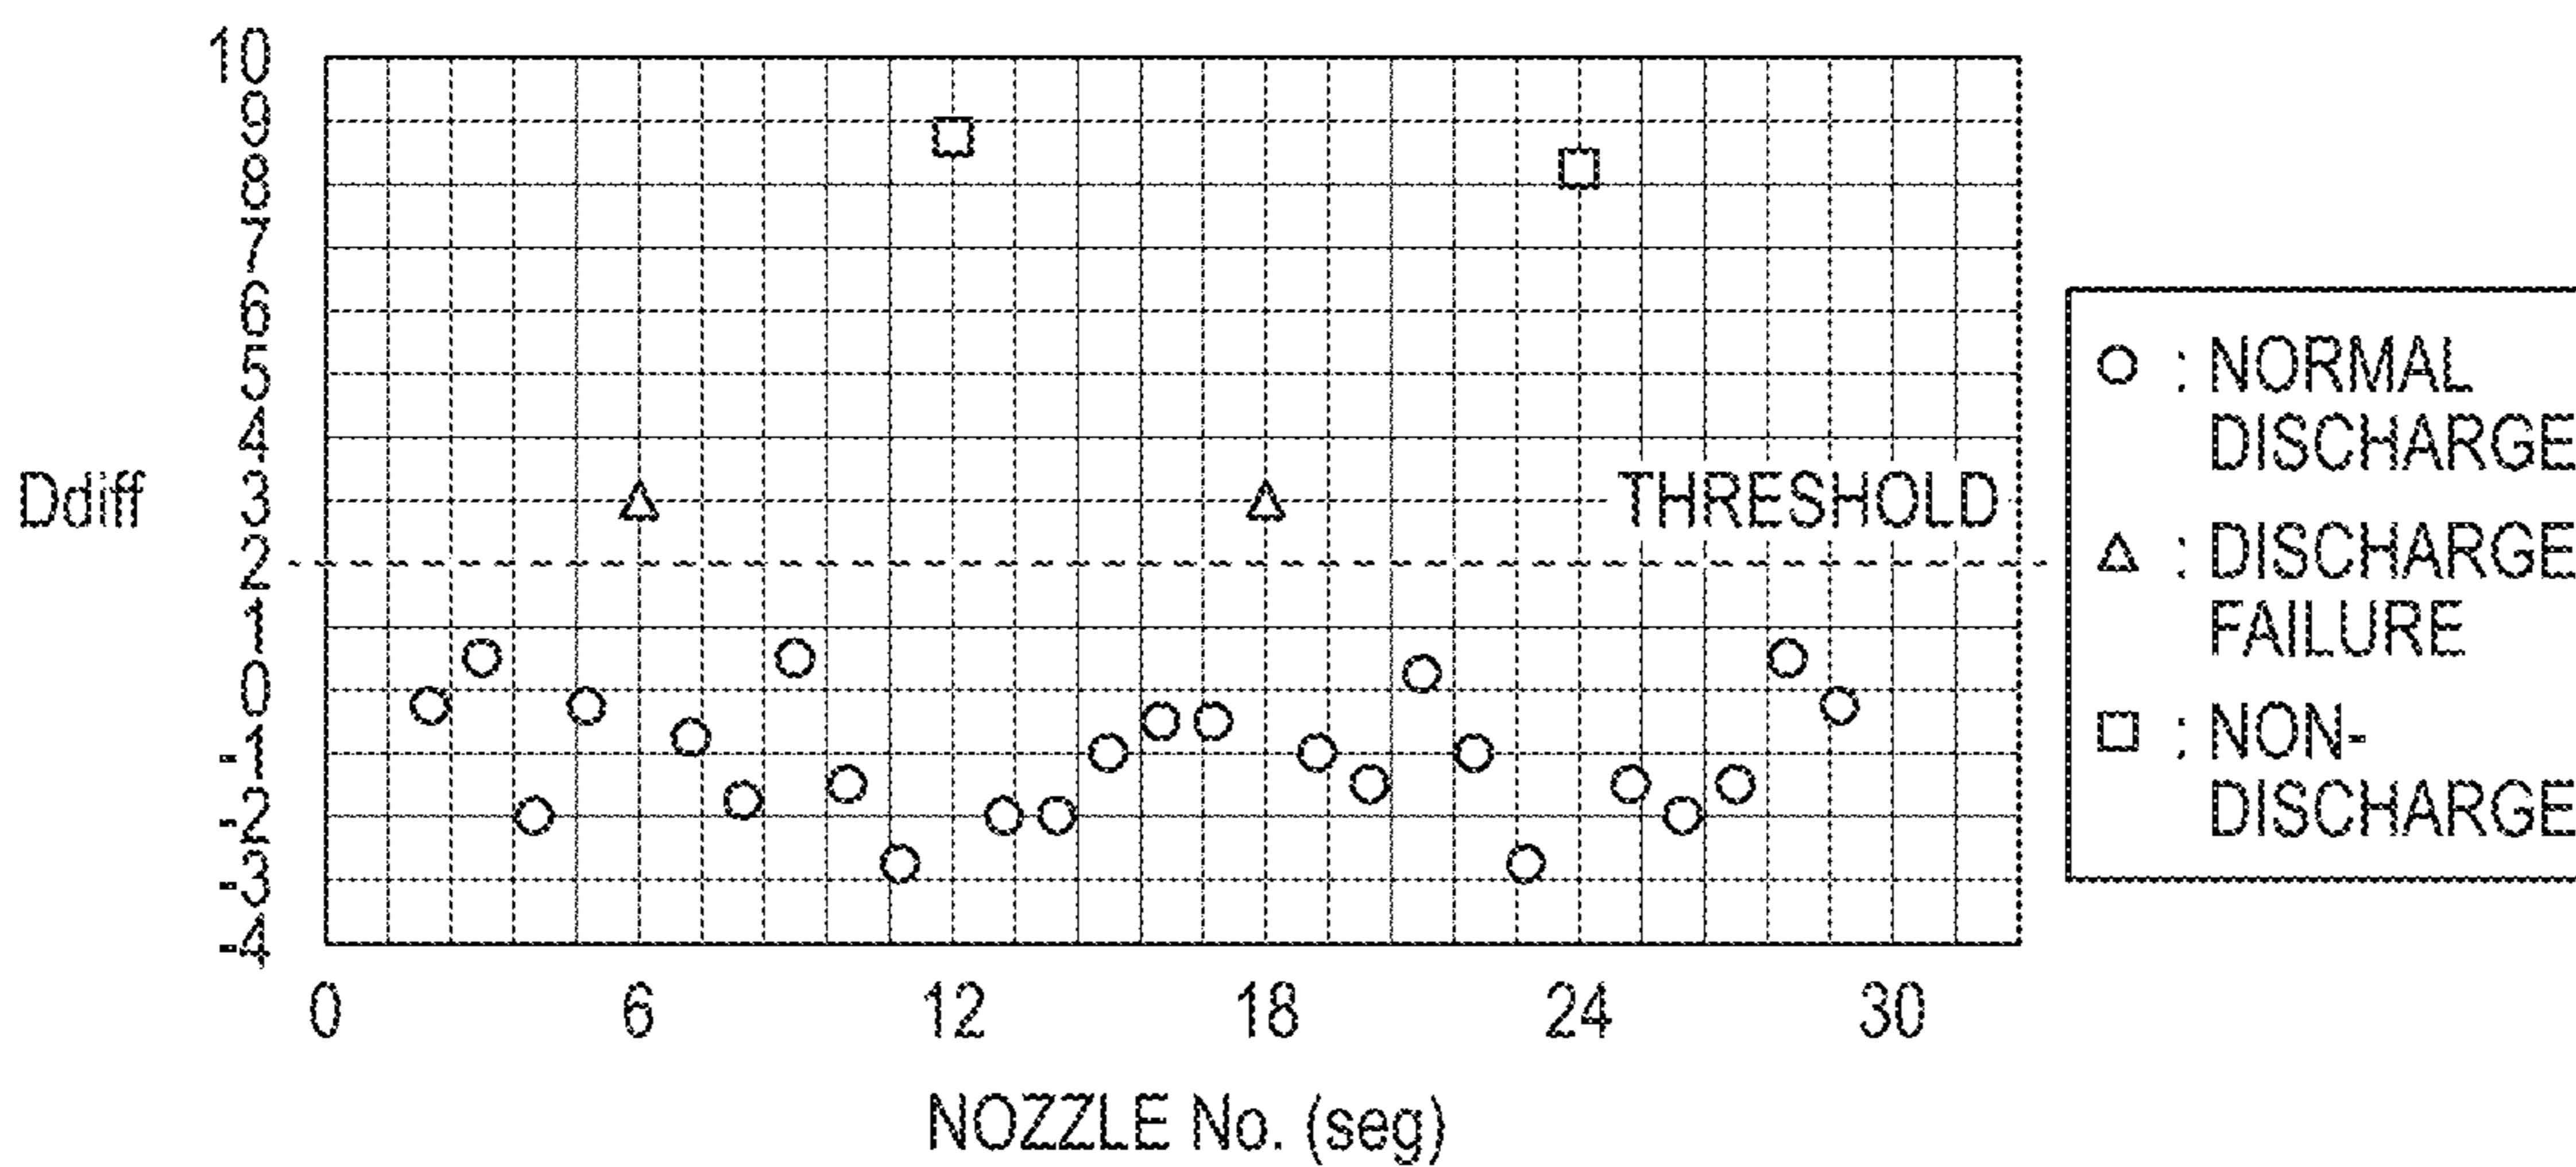 10
9
8
7
6
5
4
3
2
1
0
-1
-2
-3
-4
Ddiff
THRESHOLD
0 6 12 18 24 30
NOZZLE No. (seg)
○ : NORMAL
DISCHARGE
△ : DISCHARGE
FAILURE
□ : NON-
DISCHARGE